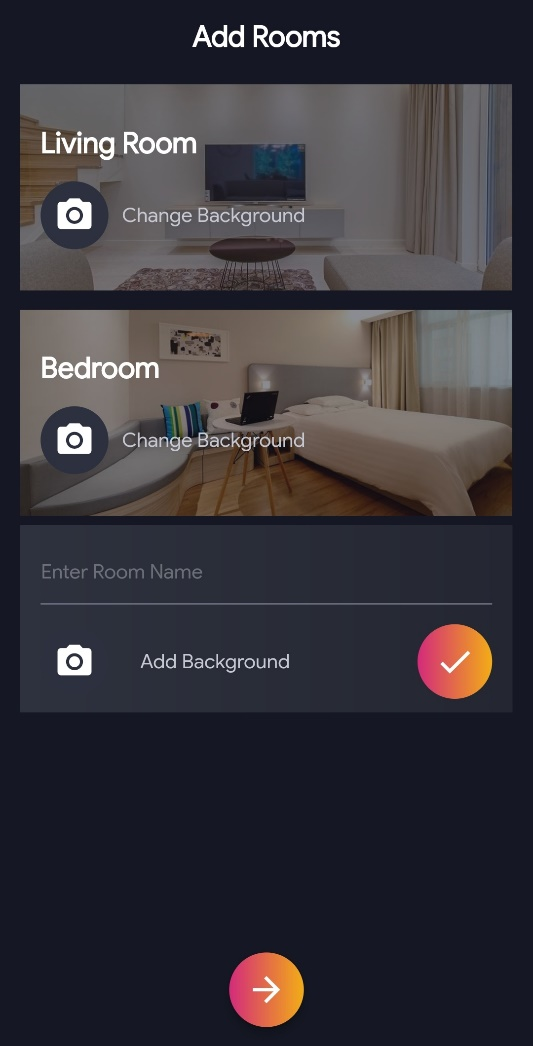 Add Rooms
Living Room
Change Background
Bedroom
Change Background
Enter Room Name
Add Background